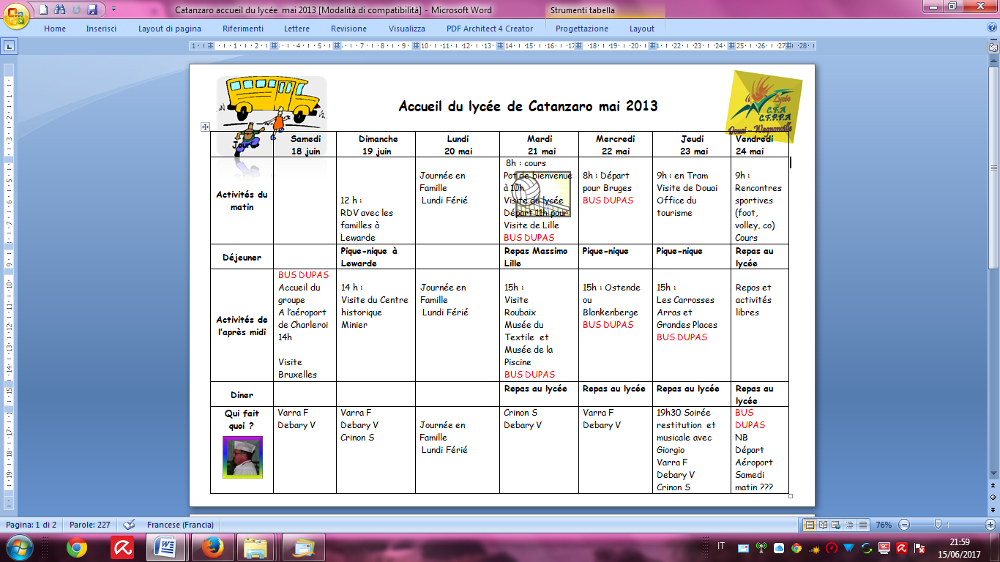 Catanzaro accueil du lycée  mai 2013 [Modalità di compatibilità] - Microsoft Word
Strumenti tabella
Home Inserisci Layout di pagina Riferimenti Lettere Revisione Visualizza PDF Architect 4 Creator Progettazione Layout
Accueil du lycée de Catanzaro mai 2013
Lycée
C.F.A
C.F.P.P.A
Douai - Wagnonville
Jour
Samedi
18 juin
Dimanche
19 juin
Lundi
20 mai
Mardi
21 mai
Mercredi
22 mai
Jeudi
23 mai
Vendredi
24 mai
Activités du
matin
12 h :
RDV avec les
familles à
Lewarde
Journée en
Famille
Lundi Férié
8h : cours
Pot de bienvenue
à 10h
Visite du lycée
Départ 11h pour
Visite de Lille
BUS DUPAS
8h : Départ
pour Bruges
BUS DUPAS
9h : en Tram
Visite de Douai
Office du
tourisme
9h :
Rencontres
sportives
(foot,
volley, co)
Cours
Déjeuner
Pique-nique à
Lewarde
Repas Massimo
Lille
Pique-nique
Pique-nique
Repas au
lycée
Activités de
l'après midi
BUS DUPAS
Accueil du
groupe
A l'aéroport
de Charleroi
14h
Visite
Bruxelles
14 h :
Visite du Centre
historique
Minier
Journée en
Famille
Lundi Férié
15h :
Visite
Roubaix
Musée du
Textile et
Musée de la
Piscine
BUS DUPAS
15h : Ostende
ou
Blankenberge
BUS DUPAS
15h :
Les Carrosses
Arras et
Grandes Places
BUS DUPAS
Repos et
activités
libres
Diner
Repas au lycée
Repas au lycée
Repas au lycée
Repas au
lycée
Qui fait
quoi ?
Varra F
Debary V
Varra F
Debary V
Crinon S
Journée en
Famille
Lundi Férié
Crinon S
Debary V
Varra F
Debary V
19h30 Soirée
restitution et
musicale avec
Giorgio
Varra F
Debary V
Crinon S
BUS
DUPAS
NB
Départ
Aéroport
Samedi
matin ???
Pagina: 1 di 2 Parole: 227 Francese (Francia) 76%
IT
21:59
15/06/2017